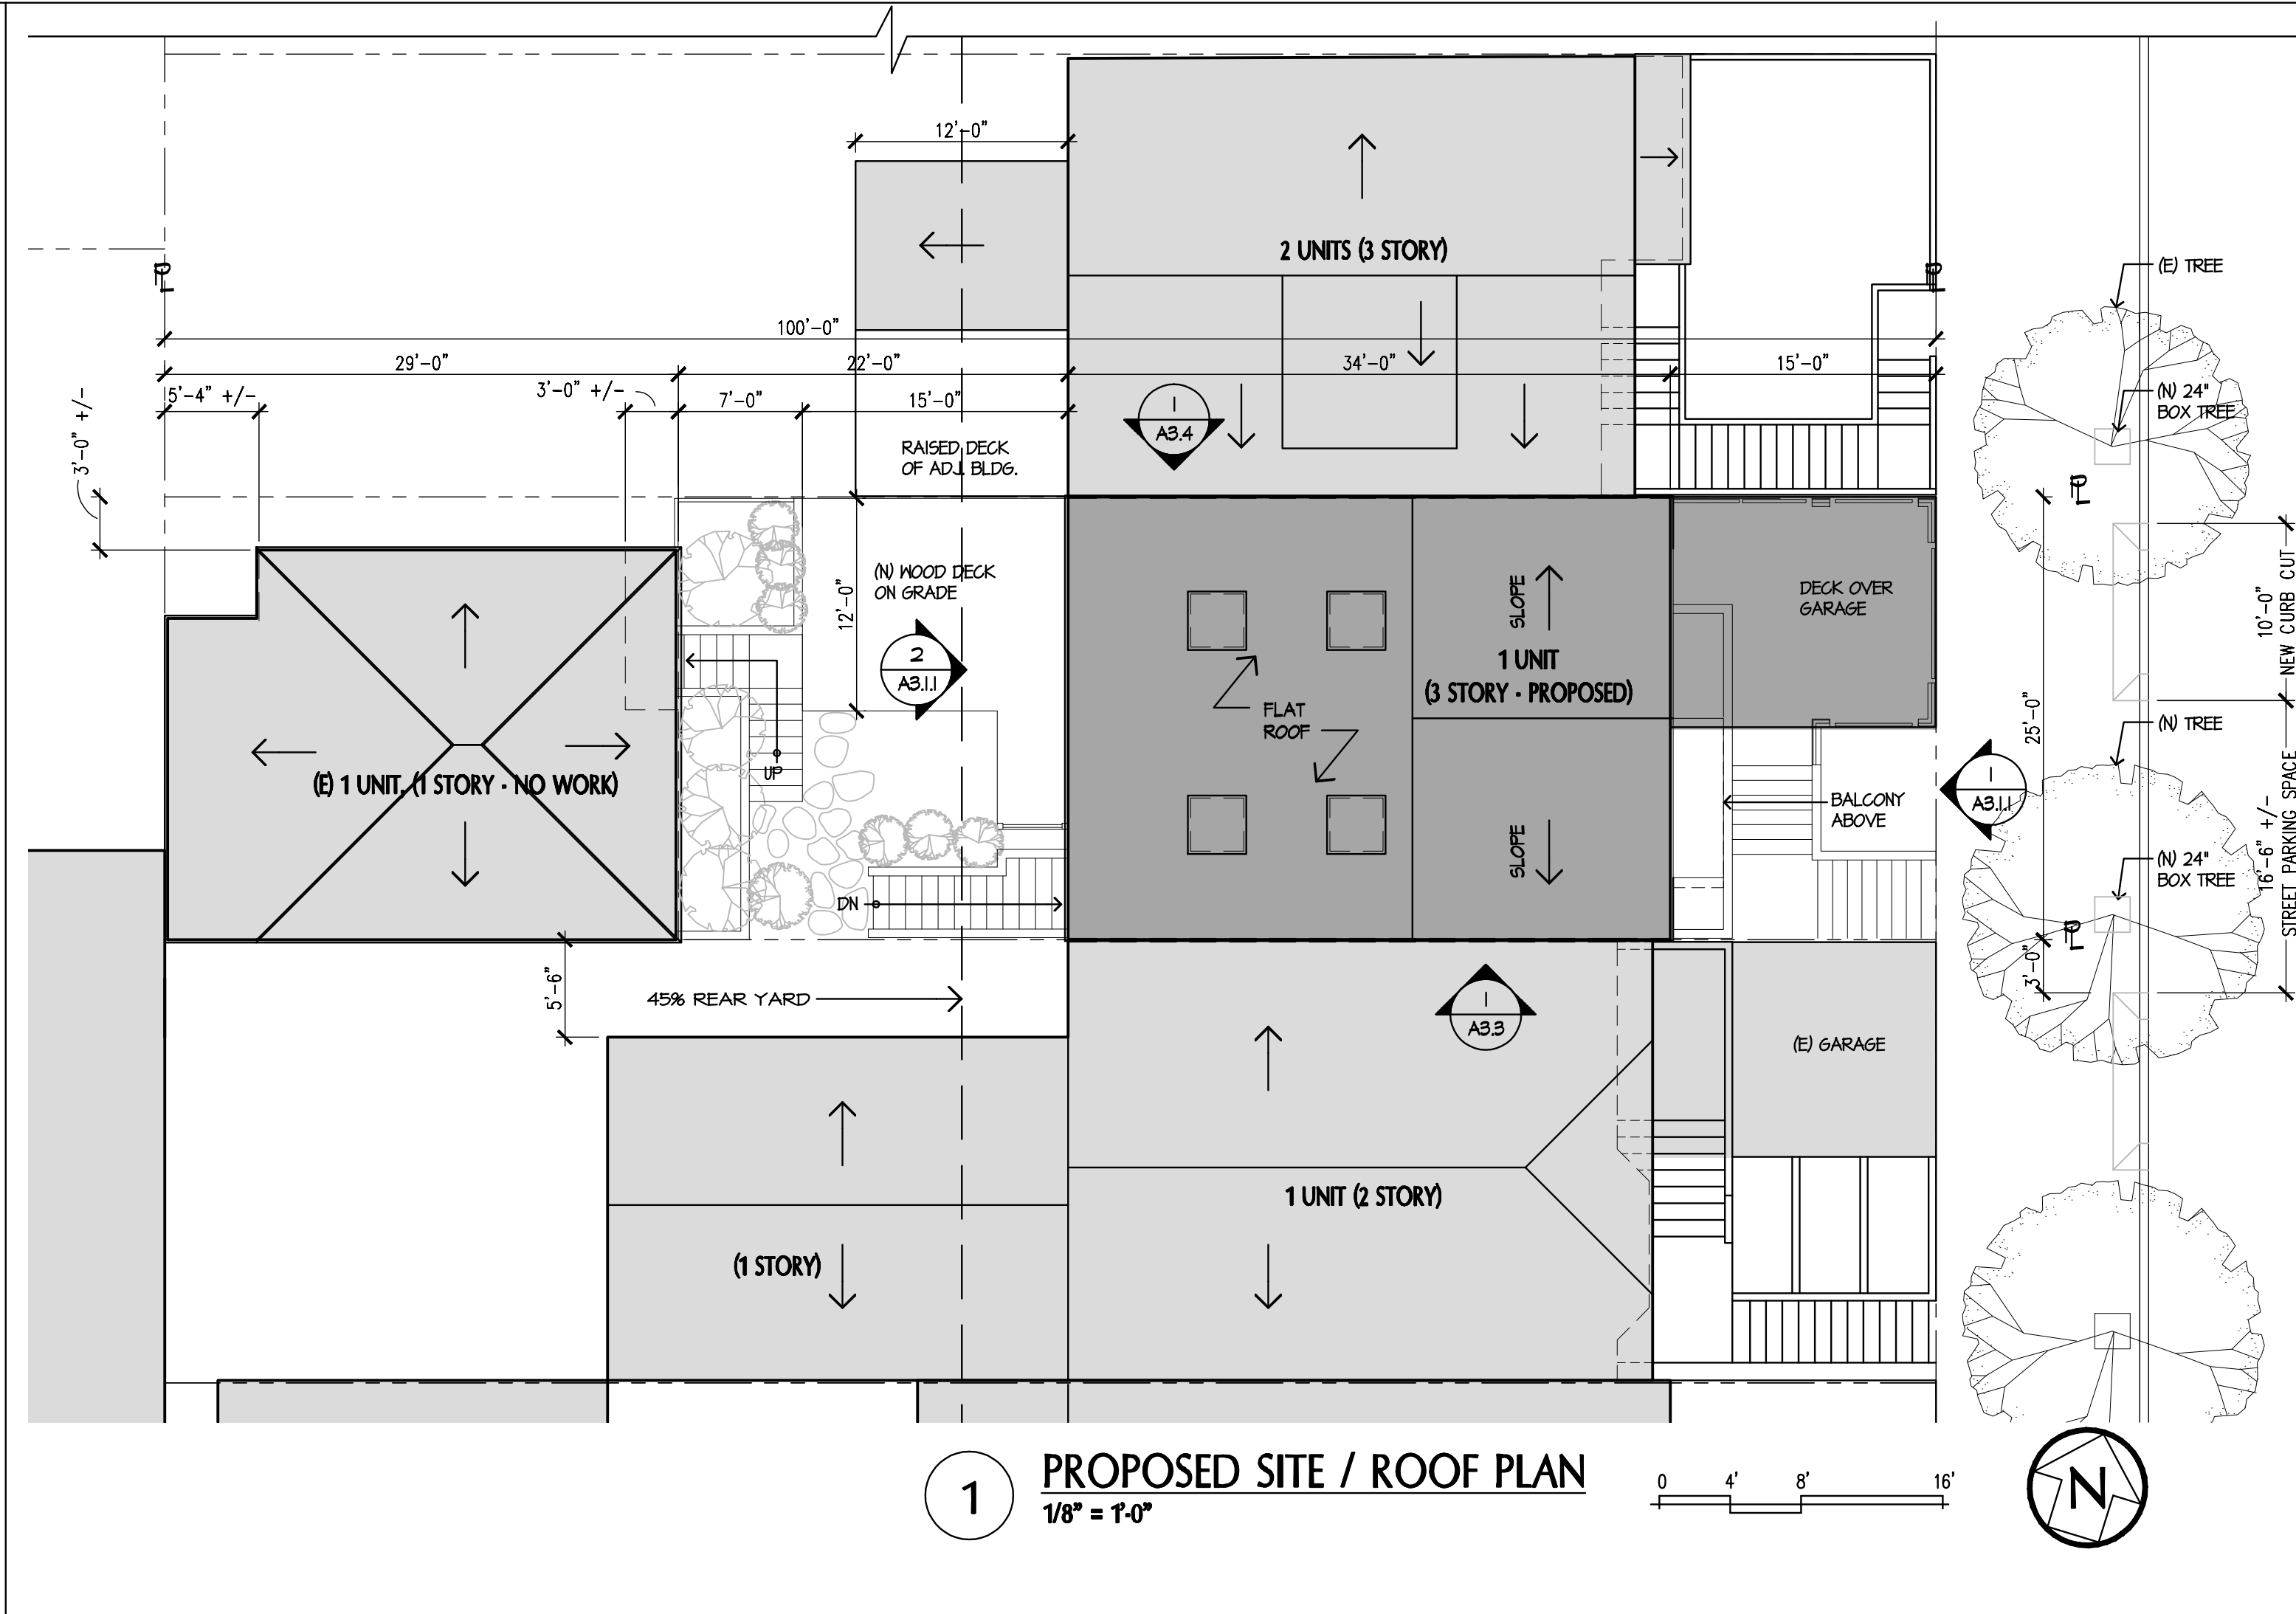 12'-0"
2 UNITS (3 STORY)
(E) TREE
100'-0"
29'-0"
22'-0"
34'-0"
15'-0"
5'-4" +/-
3'-0" +/-
7'-0"
15'-0"
3'-0" +/-
1
A3.4
(N) 24"
BOX TREE
RAISED DECK
OF ADJ. BLDG.
PL
PL
PL
PL
(N) WOOD DECK
ON GRADE
12'-0"
SLOPE
DECK OVER
GARAGE
10'-0"
NEW CURB CUT
2
A3.1.1
1 UNIT
(3 STORY - PROPOSED)
FLAT
ROOF
25'-0"
(N) TREE
UP
(E) 1 UNIT. (1 STORY - NO WORK)
1
A3.1.1
BALCONY
ABOVE
SLOPE
(N) 24"
BOX TREE
16'-6" +/-
STREET PARKING SPACE
DN
3'-0"
5'-6"
45% REAR YARD
1
A3.3
(E) GARAGE
1 UNIT (2 STORY)
(1 STORY)
1
PROPOSED SITE / ROOF PLAN
1/8" = 1'-0"
0 4' 8' 16'
N